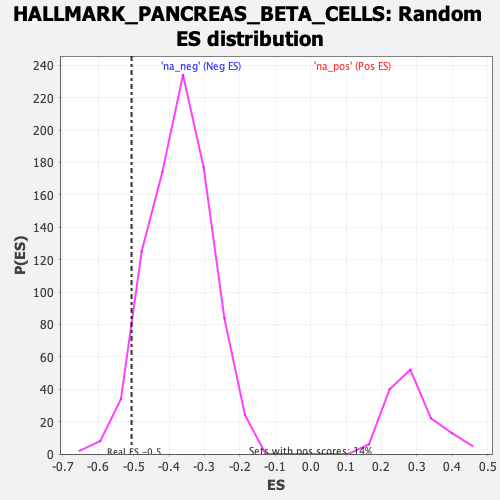 HALLMARK_PANCREAS_BETA_CELLS: Random
ES distribution
'na_neg' (Neg ES)
'na_pos' (Pos ES)
240
220
200
180
160
140
120
100
80
60
40
20
0
P(ES)
Real ES -0.5
Sets with pos scores: 14%
-0.7 -0.6 -0.5 -0.4 -0.3 -0.2 -0.1 0.0 0.1 0.2 0.3 0.4 0.5
ES